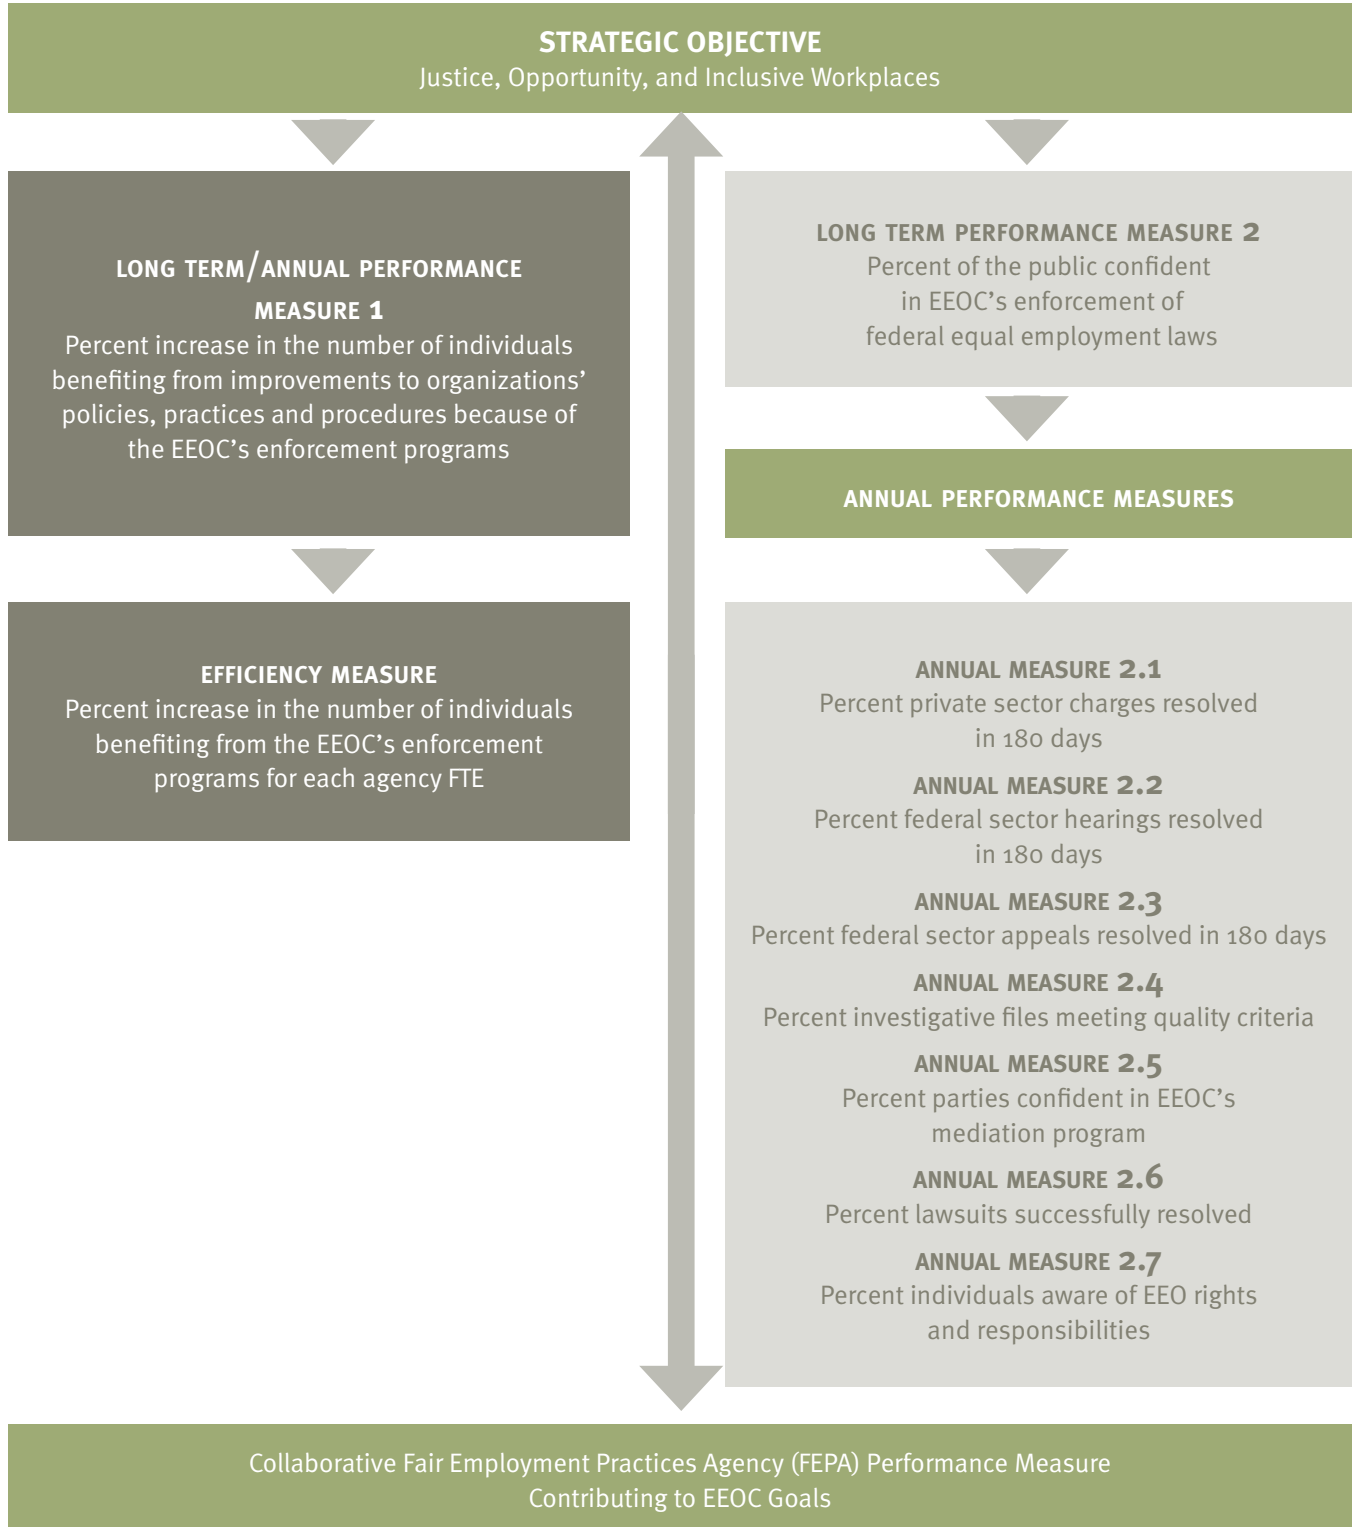 STRATEGIC OBJECTIVE
Justice, Opportunity, and Inclusive Workplaces
LONG TERM/ANNUAL PERFORMANCE
MEASURE 1
Percent increase in the number of individuals
benefiting from improvements to organizations’
policies, practices and procedures because of
the EEOC’s enforcement programs
EFFICIENCY MEASURE
Percent increase in the number of individuals
benefiting from the EEOC’s enforcement
programs for each agency FTE
LONG TERM PERFORMANCE MEASURE 2
Percent of the public confident
in EEOC’s enforcement of
federal equal employment laws
ANNUAL PERFORMANCE MEASURES
ANNUAL MEASURE 2.1
Percent private sector charges resolved
in 180 days
ANNUAL MEASURE 2.2
Percent federal sector hearings resolved
in 180 days
ANNUAL MEASURE 2.3
Percent federal sector appeals resolved in 180 days
ANNUAL MEASURE 2.4
Percent investigative files meeting quality criteria
ANNUAL MEASURE 2.5
Percent parties confident in EEOC’s
mediation program
ANNUAL MEASURE 2.6
Percent lawsuits successfully resolved
ANNUAL MEASURE 2.7
Percent individuals aware of EEO rights
and responsibilities
Collaborative Fair Employment Practices Agency (FEPA) Performance Measure
Contributing to EEOC Goals